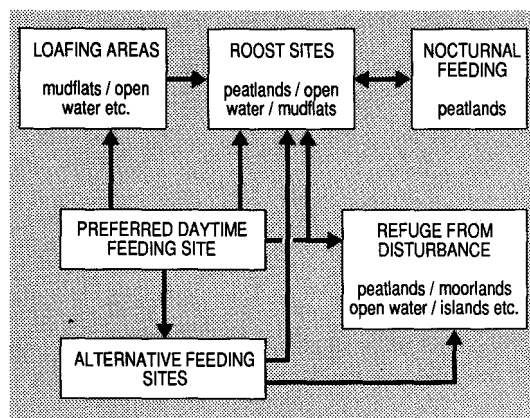 LOAFING AREAS
mudflats / open
water etc.
ROOST SITES
peatlands / open
water / mudflats
NOCTURNAL
FEEDING
peatlands
PREFERRED DAYTIME
FEEDING SITE
REFUGE FROM
DISTURBANCE
peatlands / moorlands
open water / islands etc.
ALTERNATIVE FEEDING
SITES